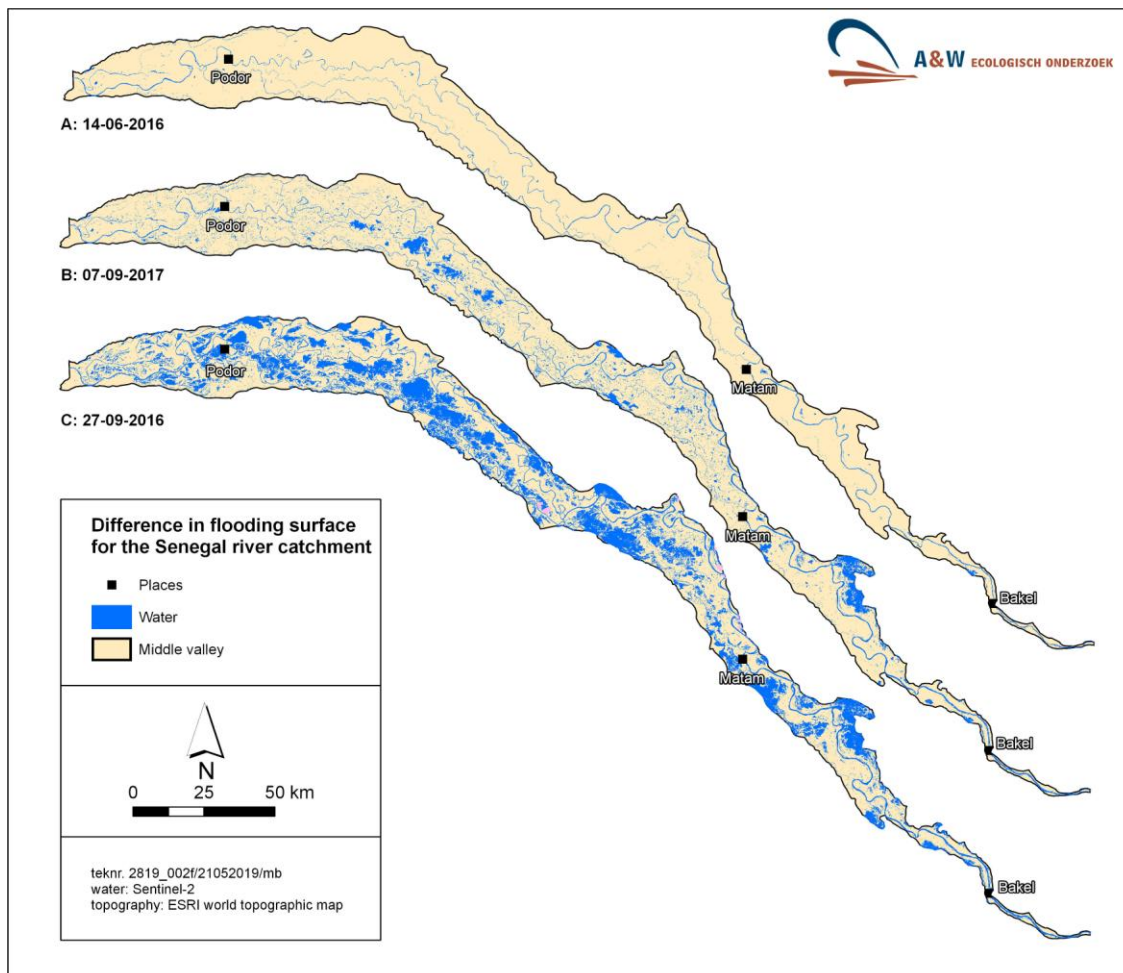 A&W ECOLOGISCH ONDERZOEK
Podor
A: 14-06-2016
Matam
Bakel
Podor
B: 07-09-2017
Matam
Bakel
Podor
C: 27-09-2016
Matam
Bakel
Difference in flooding surface
for the Senegal river catchment
Places
Water
Middle valley
N
0 25 50 km
teknr. 2819_002f/21052019/mb
water: Sentinel-2
topography: ESRI world topographic map